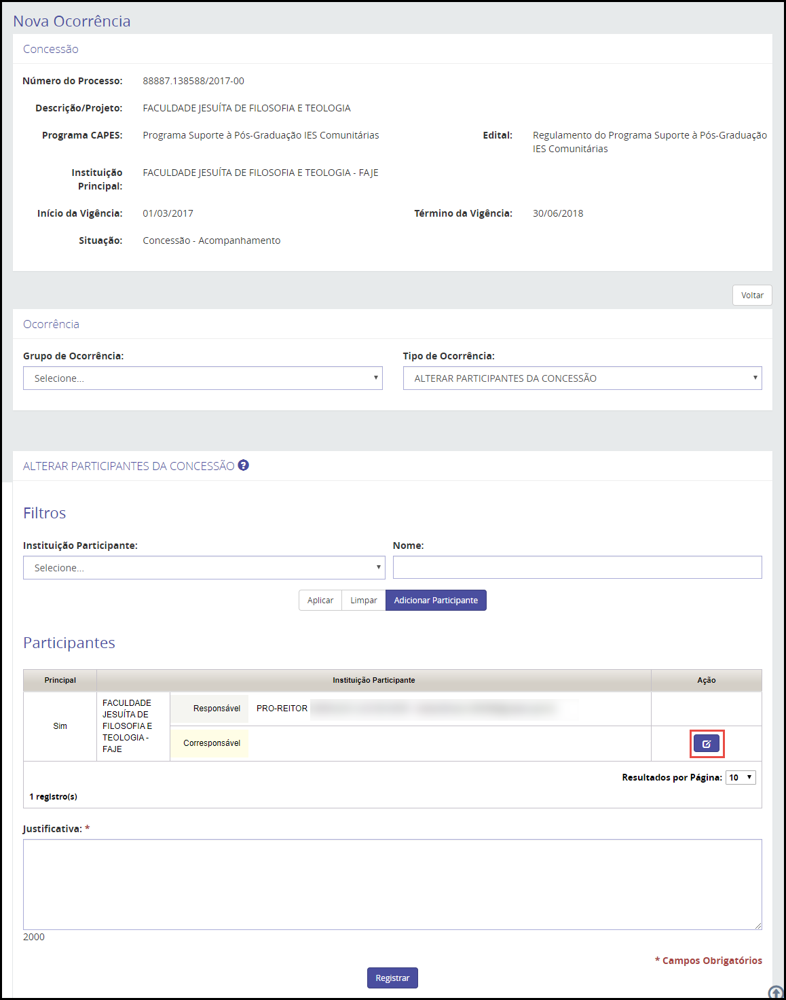 Nova Ocorrência
Concessão
Número do Processo: 88887.138588/2017-00
Descrição/Projeto: FACULDADE JESUÍTA DE FILOSOFIA E TEOLOGIA
Programa CAPES: Programa Suporte à Pós-Graduação IES Comunitárias
Edital: Regulamento do Programa Suporte à Pós-Graduação
IES Comunitárias
Instituição
Principal:
FACULDADE JESUÍTA DE FILOSOFIA E TEOLOGIA - FAJE
Início da Vigência: 01/03/2017
Término da Vigência: 30/06/2018
Situação: Concessão - Acompanhamento
Voltar
Ocorrência
Grupo de Ocorrência:
Selecione...
Tipo de Ocorrência:
ALTERAR PARTICIPANTES DA CONCESSÃO
ALTERAR PARTICIPANTES DA CONCESSÃO ?
Filtros
Instituição Participante:
Selecione...
Nome:
Aplicar Limpar Adicionar Participante
Participantes
Principal Instituição Participante Ação
Sim
FACULDADE
JESUÍTA DE
FILOSOFIA E
TEOLOGIA -
FAJE
Responsável PRO-REITOR
Corresponsável
Resultados por Página: 10
1 registro(s)
Justificativa: *
2000
* Campos Obrigatórios
Registrar